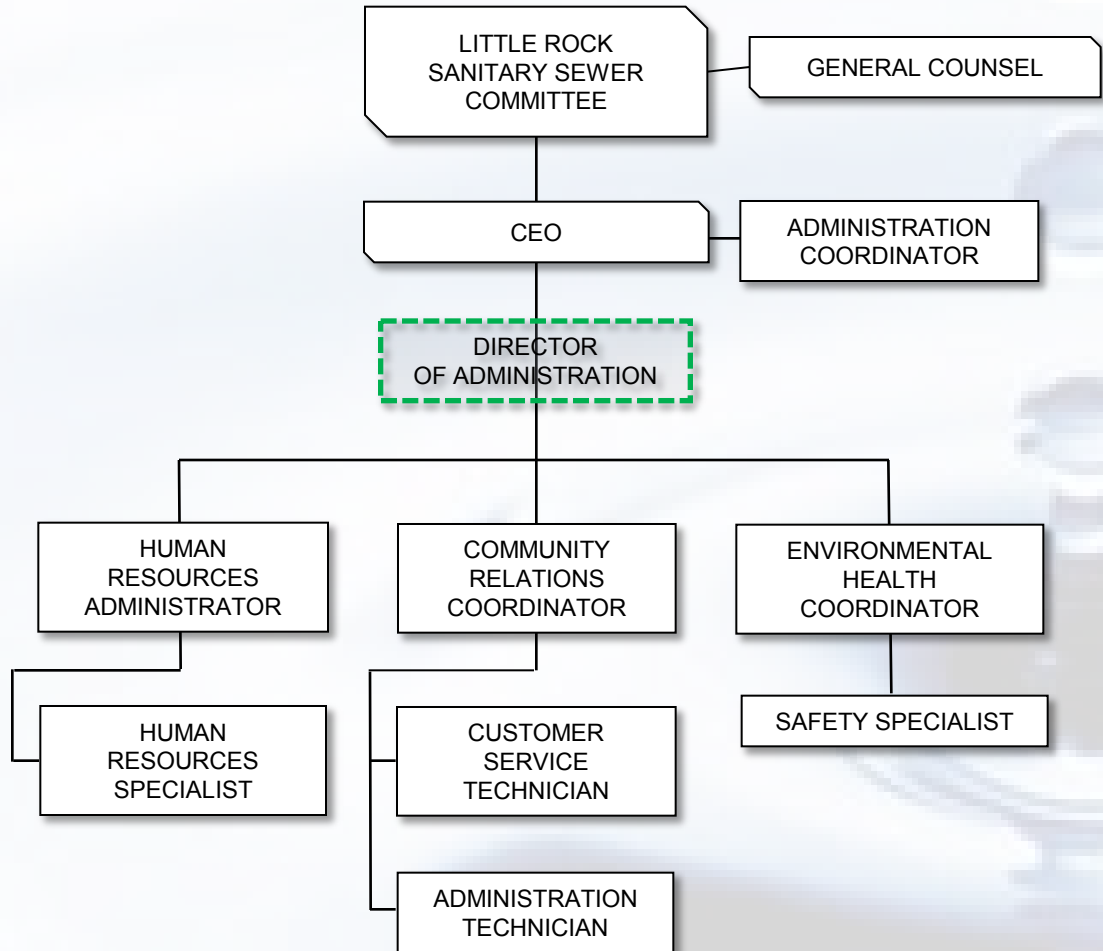 LITTLE ROCK
SANITARY SEWER
COMMITTEE
GENERAL COUNSEL
CEO
ADMINISTRATION
COORDINATOR
DIRECTOR
OF ADMINISTRATION
HUMAN
RESOURCES
ADMINISTRATOR
COMMUNITY
RELATIONS
COORDINATOR
ENVIRONMENTAL
HEALTH
COORDINATOR
HUMAN
RESOURCES
SPECIALIST
CUSTOMER
SERVICE
TECHNICIAN
SAFETY SPECIALIST
ADMINISTRATION
TECHNICIAN